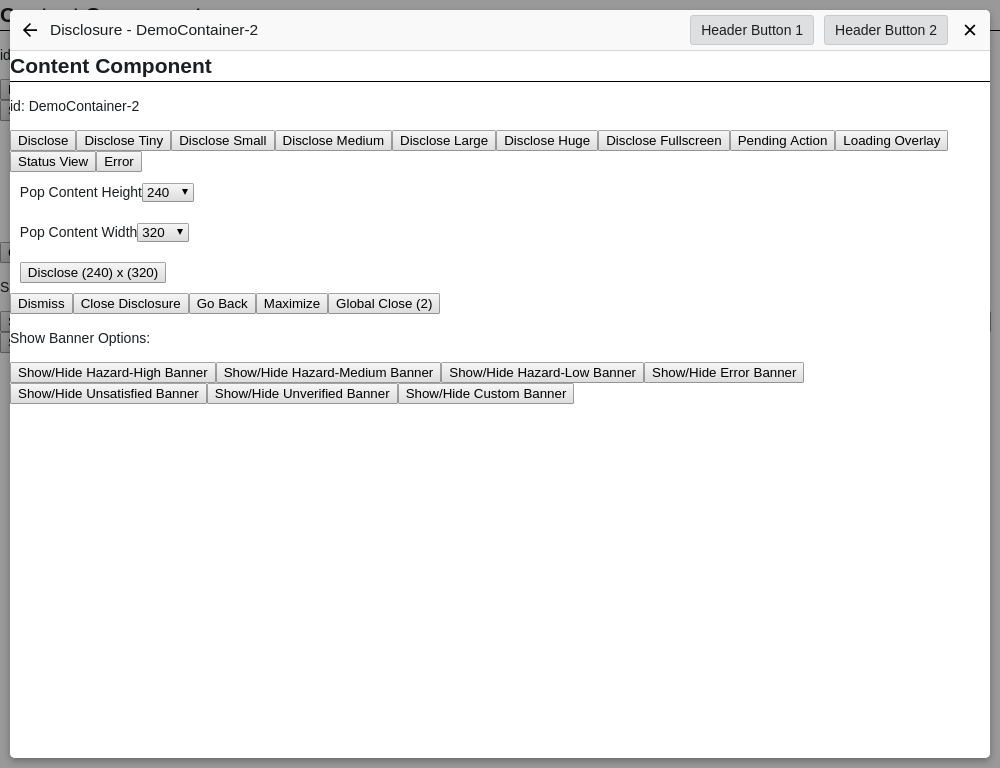 Disclosure - DemoContainer-2 Header Button 1 Header Button 2
Content Component
id: DemoContainer-2
Disclose Disclose Tiny Disclose Small Disclose Medium Disclose Large Disclose Huge Disclose Fullscreen Pending Action Loading Overlay
Status View Error
Pop Content Height 240
Pop Content Width 320
Disclose (240) x (320)
Dismiss Close Disclosure Go Back Maximize Global Close (2)
Show Banner Options:
Show/Hide Hazard-High Banner Show/Hide Hazard-Medium Banner Show/Hide Hazard-Low Banner Show/Hide Error Banner
Show/Hide Unsatisfied Banner Show/Hide Unverified Banner Show/Hide Custom Banner